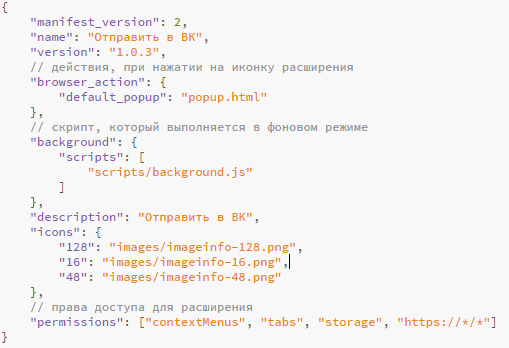 {
"manifest_version": 2,
"name": "Отправить в ВК",
"version": "1.0.3",
// действия, при нажатии на иконку расширения
"browser_action": {
"default_popup": "popup.html"
},
// скрипт, который выполняется в фоновом режиме
"background": {
"scripts": [
"scripts/background.js"
]
},
"description": "Отправить в ВК",
"icons": {
"128": "images/imageinfo-128.png",
"16": "images/imageinfo-16.png",
"48": "images/imageinfo-48.png"
},
// права доступа для расширения
"permissions": ["contextMenus", "tabs", "storage", "https://*/*"]
}